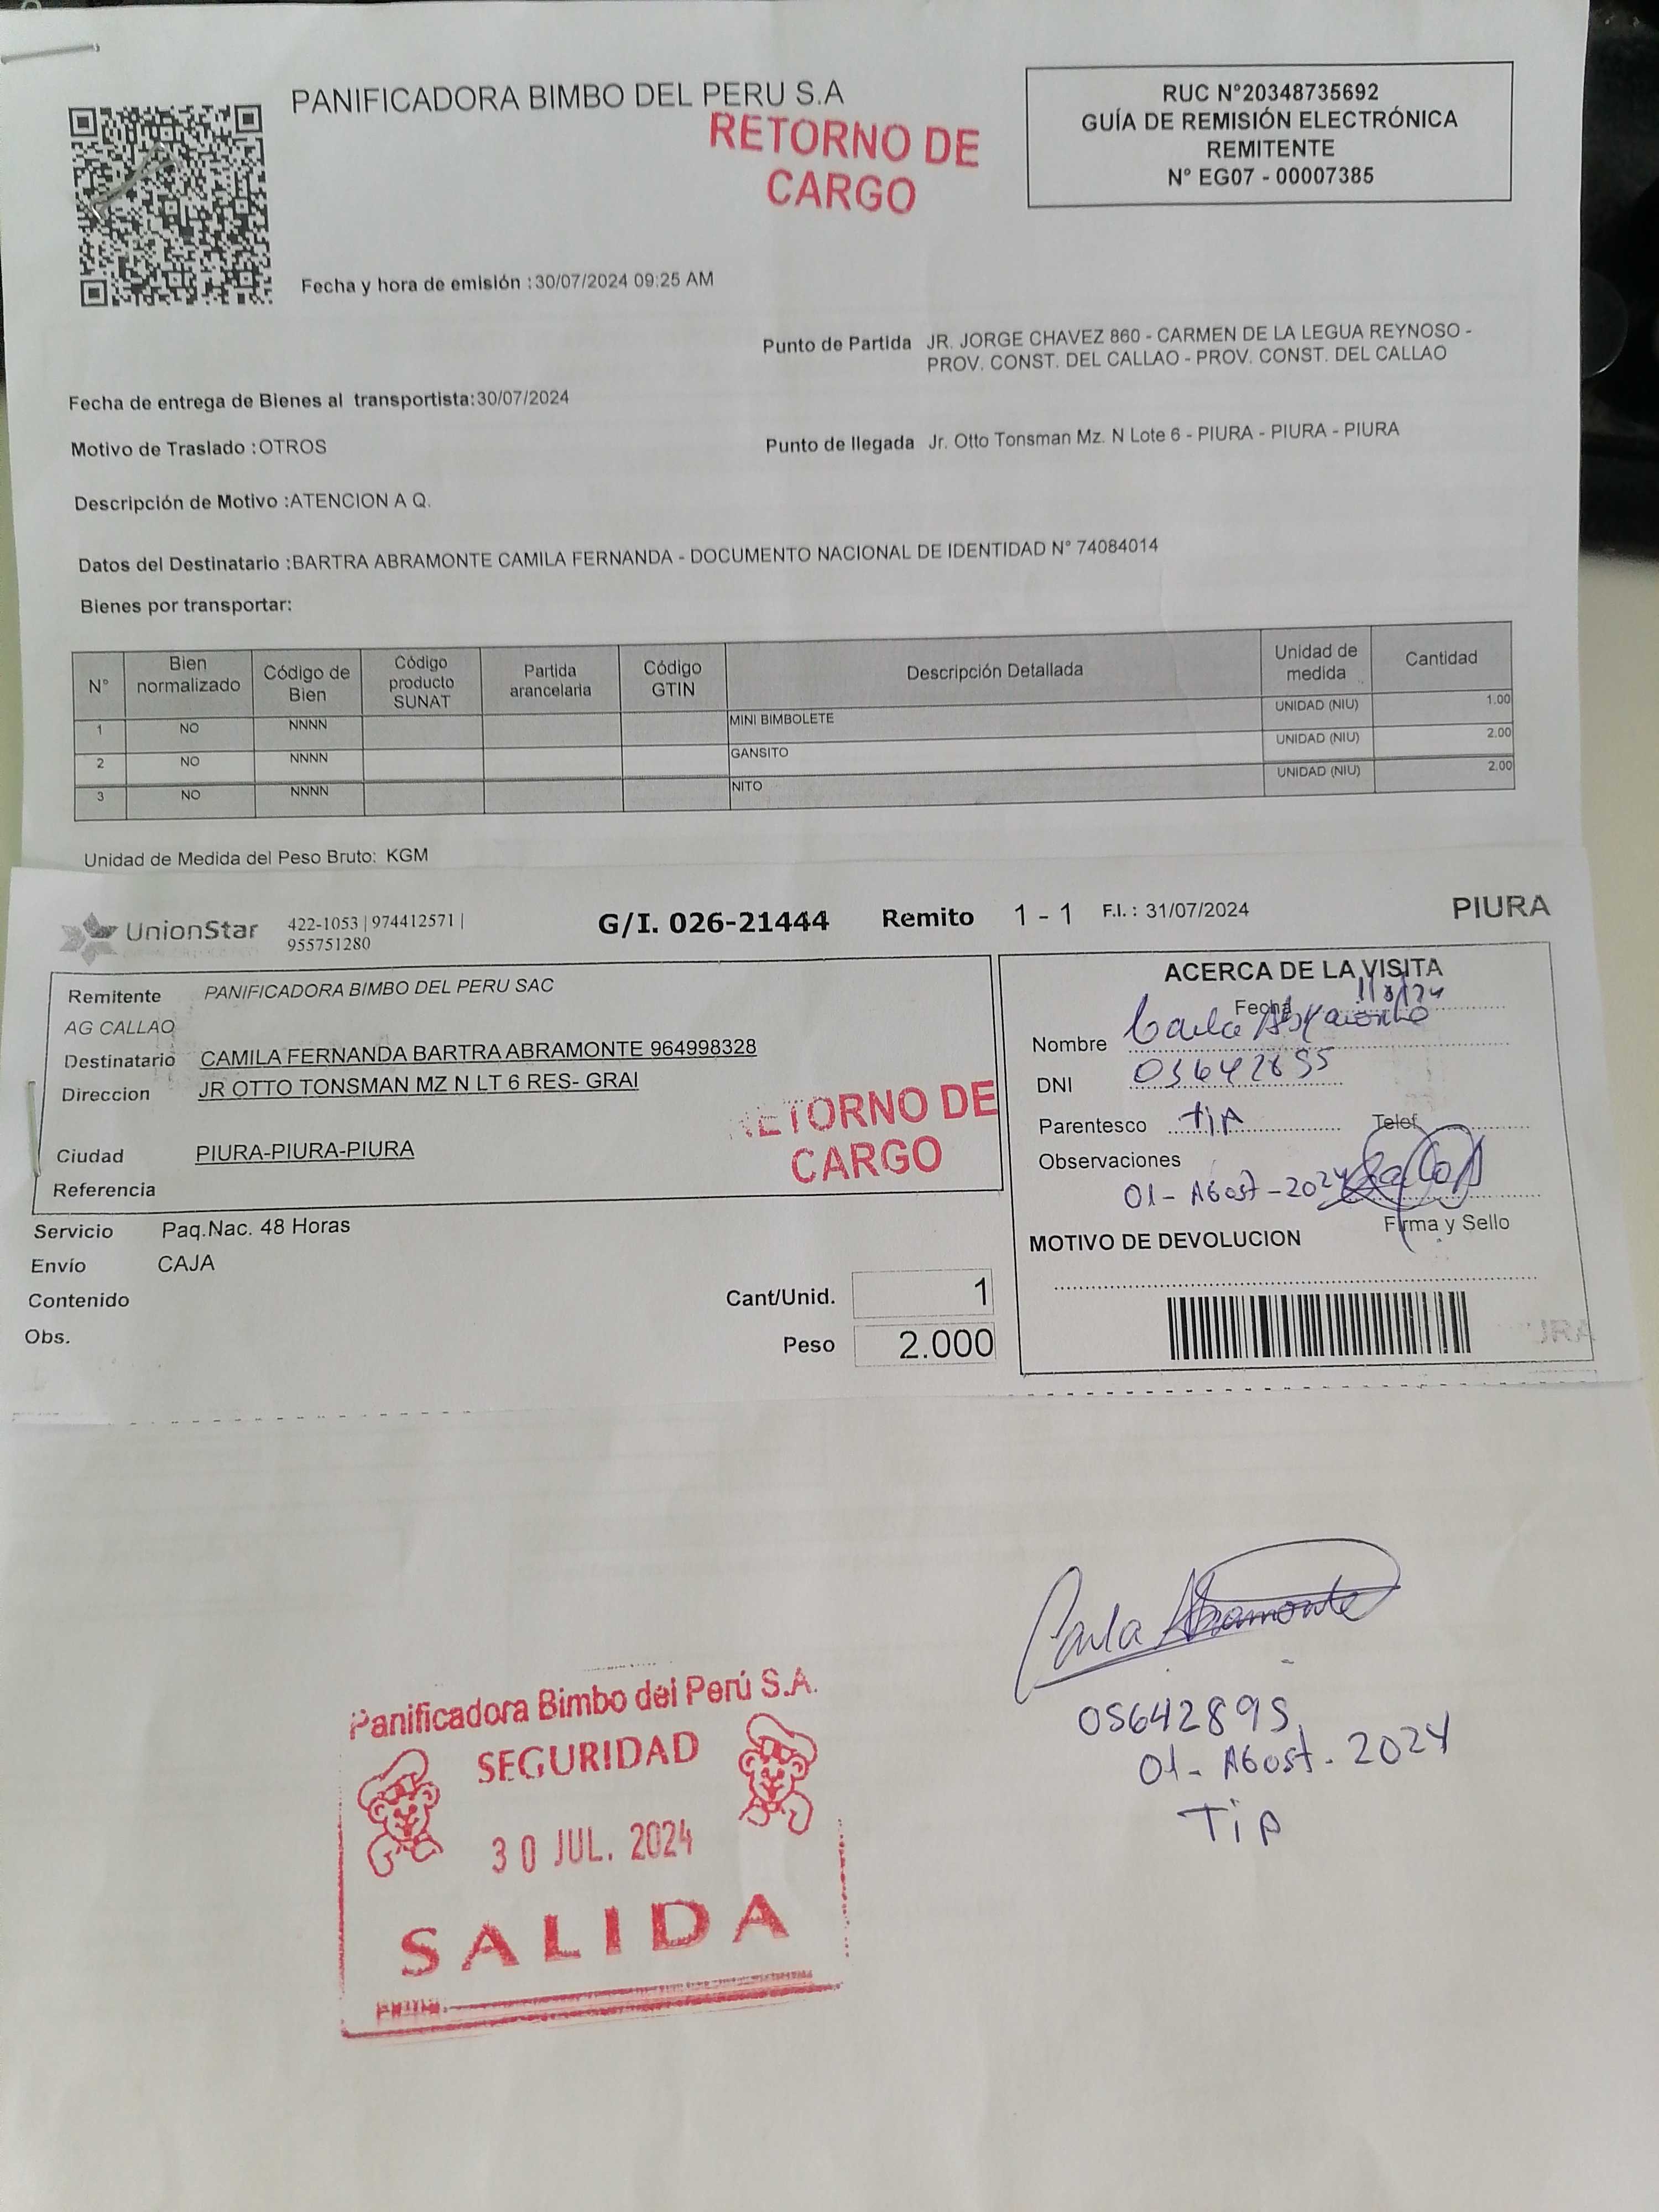 PANIFICADORA BIMBO DEL PERU S.A
RETORNO DE
CARGO
RUC N°20348735692
GUÍA DE REMISIÓN ELECTRÓNICA
REMITENTE
N° EG07 - 00007385
Fecha y hora de emisión :30/07/2024 09:25 AM
Punto de Partida JR. JORGE CHAVEZ 860 - CARMEN DE LA LEGUA REYNOSO -
PROV. CONST. DEL CALLAO - PROV. CONST. DEL CALLAO
Fecha de entrega de Bienes al transportista:30/07/2024
Motivo de Traslado :OTROS
Punto de llegada Jr. Otto Tonsman Mz. N Lote 6 - PIURA - PIURA - PIURA
Descripción de Motivo :ATENCION A Q.
Datos del Destinatario :BARTRA ABRAMONTE CAMILA FERNANDA - DOCUMENTO NACIONAL DE IDENTIDAD N° 74084014
Bienes por transportar:
N° Bien normalizado Código de Bien Código producto SUNAT Partida arancelaria Código GTIN Descripción Detallada Unidad de medida Cantidad
1 NO NNNN MINI BIMBOLETE UNIDAD (NIU) 1.00
2 NO NNNN GANSITO UNIDAD (NIU) 2.00
3 NO NNNN NITO UNIDAD (NIU) 2.00
Unidad de Medida del Peso Bruto: KGM
UnionStar 422-1053 | 974412571 |
955751280
G/I. 026-21444 Remito 1 - 1 F.I.: 31/07/2024 PIURA
Remitente PANIFICADORA BIMBO DEL PERU SAC
AG CALLAO
Destinatario CAMILA FERNANDA BARTRA ABRAMONTE 964998328
Direccion JR OTTO TONSMAN MZ N LT 6 RES- GRAI
RETORNO DE
CARGO
Ciudad PIURA-PIURA-PIURA
Referencia
Servicio Paq.Nac. 48 Horas
Envío CAJA
Contenido
Obs.
Cant/Unid. 1
Peso 2.000
ACERCA DE LA VISITA
Fecha 1/8/24
Nombre Carla Abramonte
DNI
Parentesco TiA Telef.
Observaciones
01- AGost - 2024
Firma y Sello
MOTIVO DE DEVOLUCION
Carla Abramonte
05642895
01- AGost. 2024
TiA
Panificadora Bimbo del Perú S.A.
SEGURIDAD
30 JUL. 2024
SALIDA